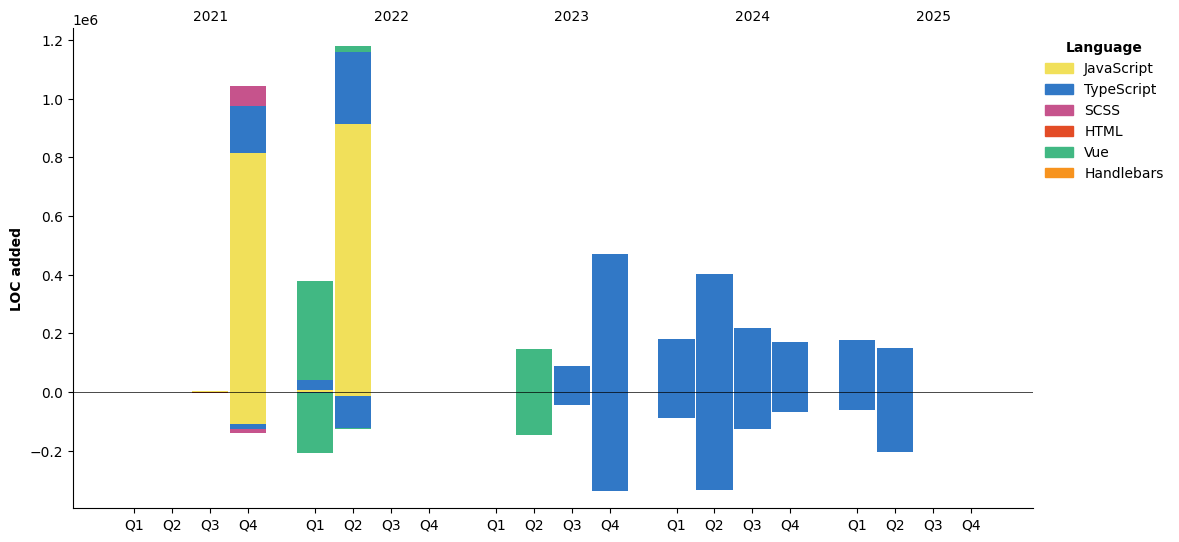 1e6
2021 2022 2023 2024 2025
1.2
1.0
0.8
0.6
0.4
0.2
0.0
−0.2
LOC added
Q1 Q2 Q3 Q4 Q1 Q2 Q3 Q4 Q1 Q2 Q3 Q4 Q1 Q2 Q3 Q4 Q1 Q2 Q3 Q4
Language
JavaScript
TypeScript
SCSS
HTML
Vue
Handlebars